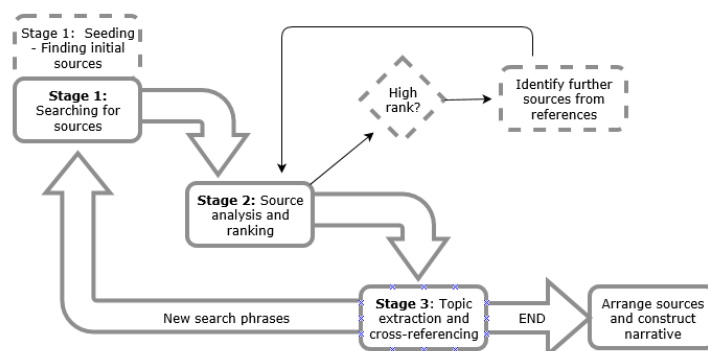 Stage 1:  Seeding
- Finding initial
sources
Stage 1:
Searching for
sources
High
rank?
Identify further
sources from
references
Stage 2: Source
analysis and
ranking
Stage 3: Topic
extraction and
cross-referencing
New search phrases
END
Arrange sources
and construct
narrative